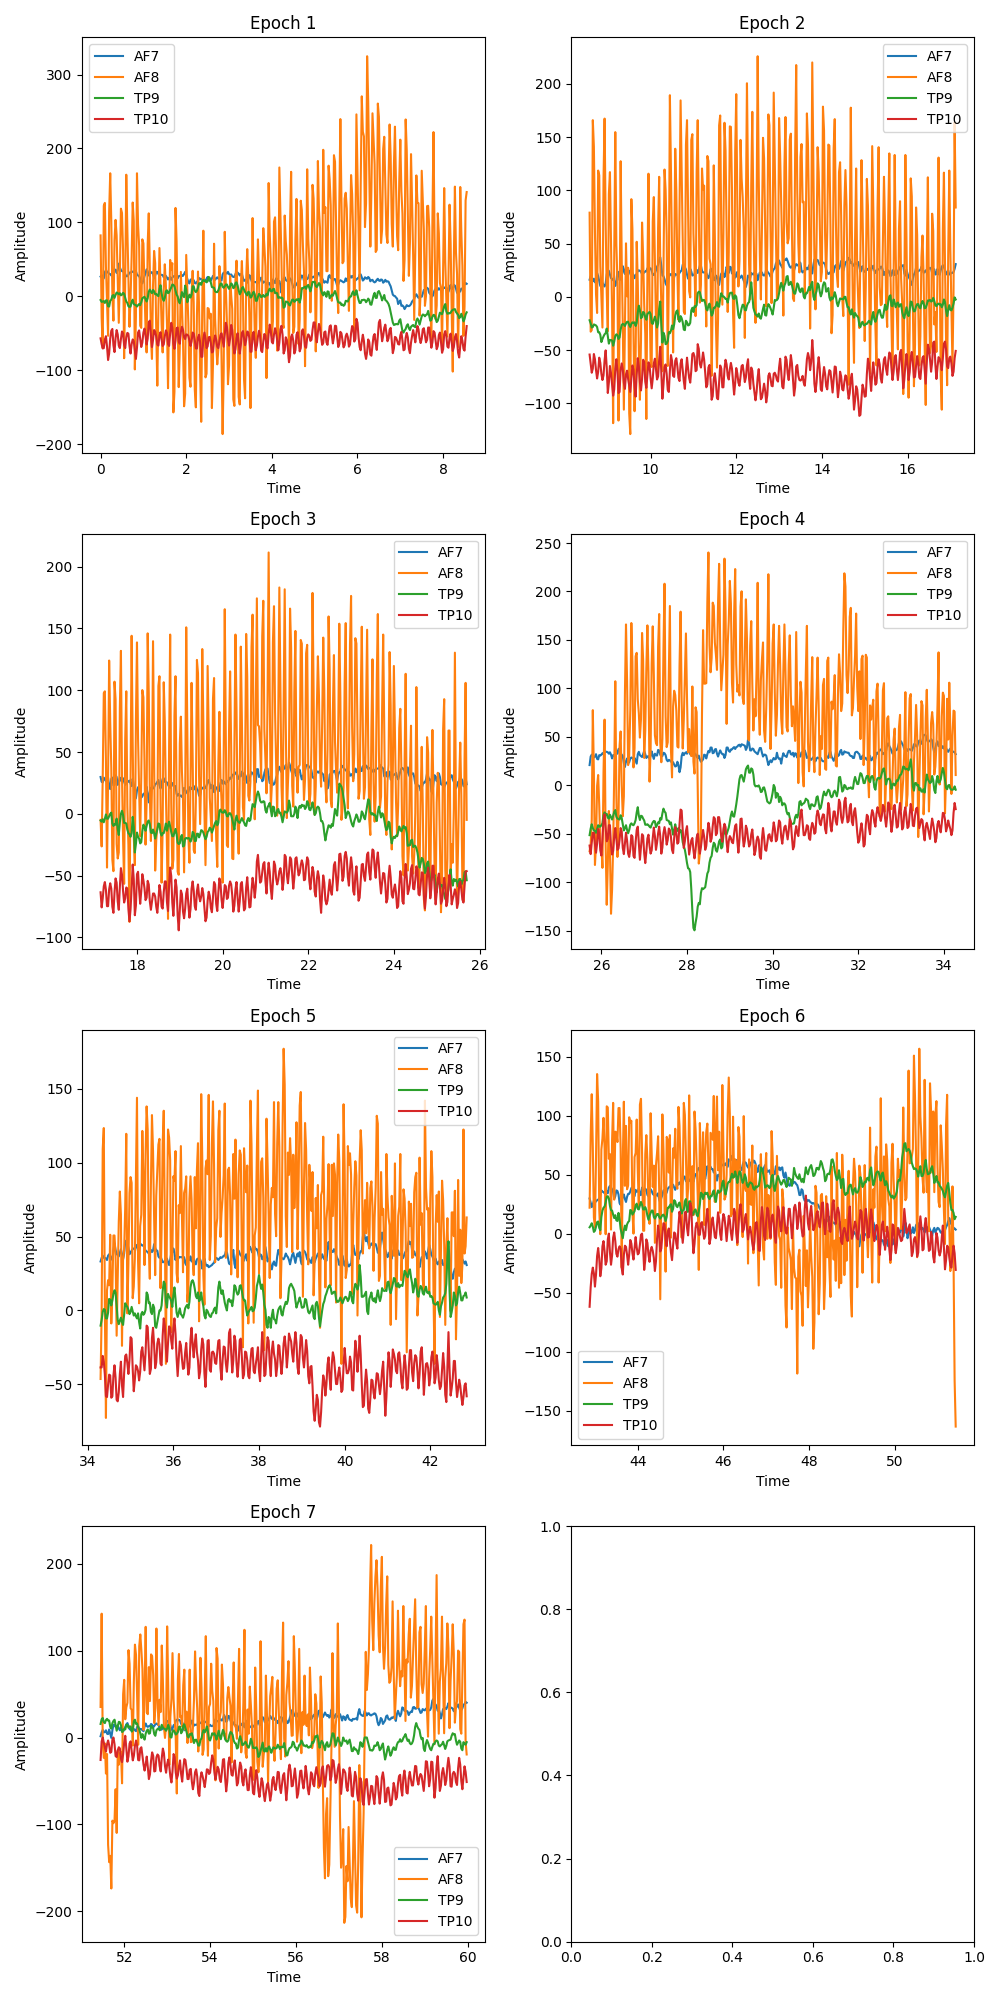 Epoch 1
Amplitude
300
200
100
0
−100
−200
AF7
AF8
TP9
TP10
0 2 4 6 8
Time
Epoch 2
Amplitude
200
150
100
50
0
−50
−100
AF7
AF8
TP9
TP10
10 12 14 16
Time
Epoch 3
Amplitude
200
150
100
50
0
−50
−100
AF7
AF8
TP9
TP10
18 20 22 24 26
Time
Epoch 4
Amplitude
250
200
150
100
50
0
−50
−100
−150
AF7
AF8
TP9
TP10
26 28 30 32 34
Time
Epoch 5
Amplitude
150
100
50
0
−50
AF7
AF8
TP9
TP10
34 36 38 40 42
Time
Epoch 6
Amplitude
150
100
50
0
−50
−100
−150
AF7
AF8
TP9
TP10
44 46 48 50
Time
Epoch 7
Amplitude
200
100
0
−100
−200
AF7
AF8
TP9
TP10
52 54 56 58 60
Time
1.0
0.8
0.6
0.4
0.2
0.0
0.0 0.2 0.4 0.6 0.8 1.0